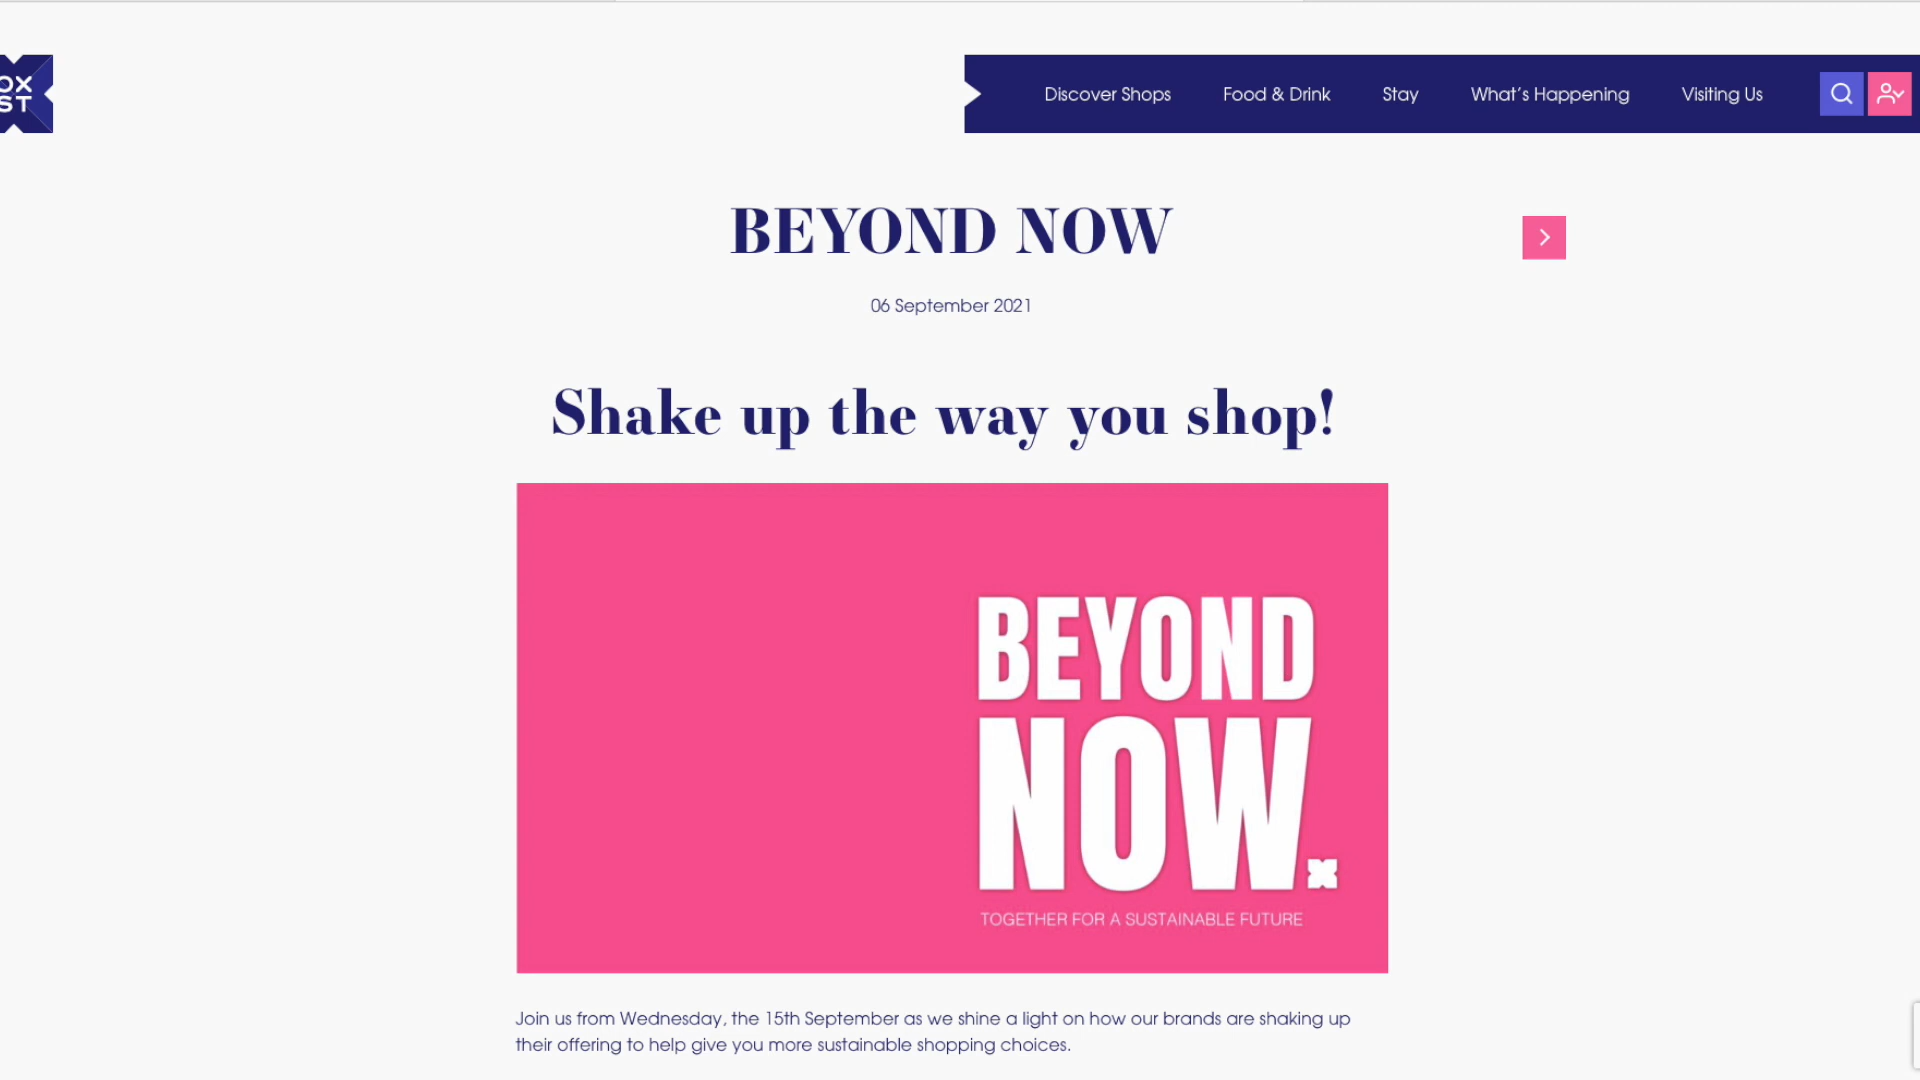 OX
ST
Discover Shops
Food & Drink
Stay
What’s Happening
Visiting Us
BEYOND NOW
06 September 2021
Shake up the way you shop!
BEYOND
NOW.
TOGETHER FOR A SUSTAINABLE FUTURE
Join us from Wednesday, the 15th September as we shine a light on how our brands are shaking up
their offering to help give you more sustainable shopping choices.